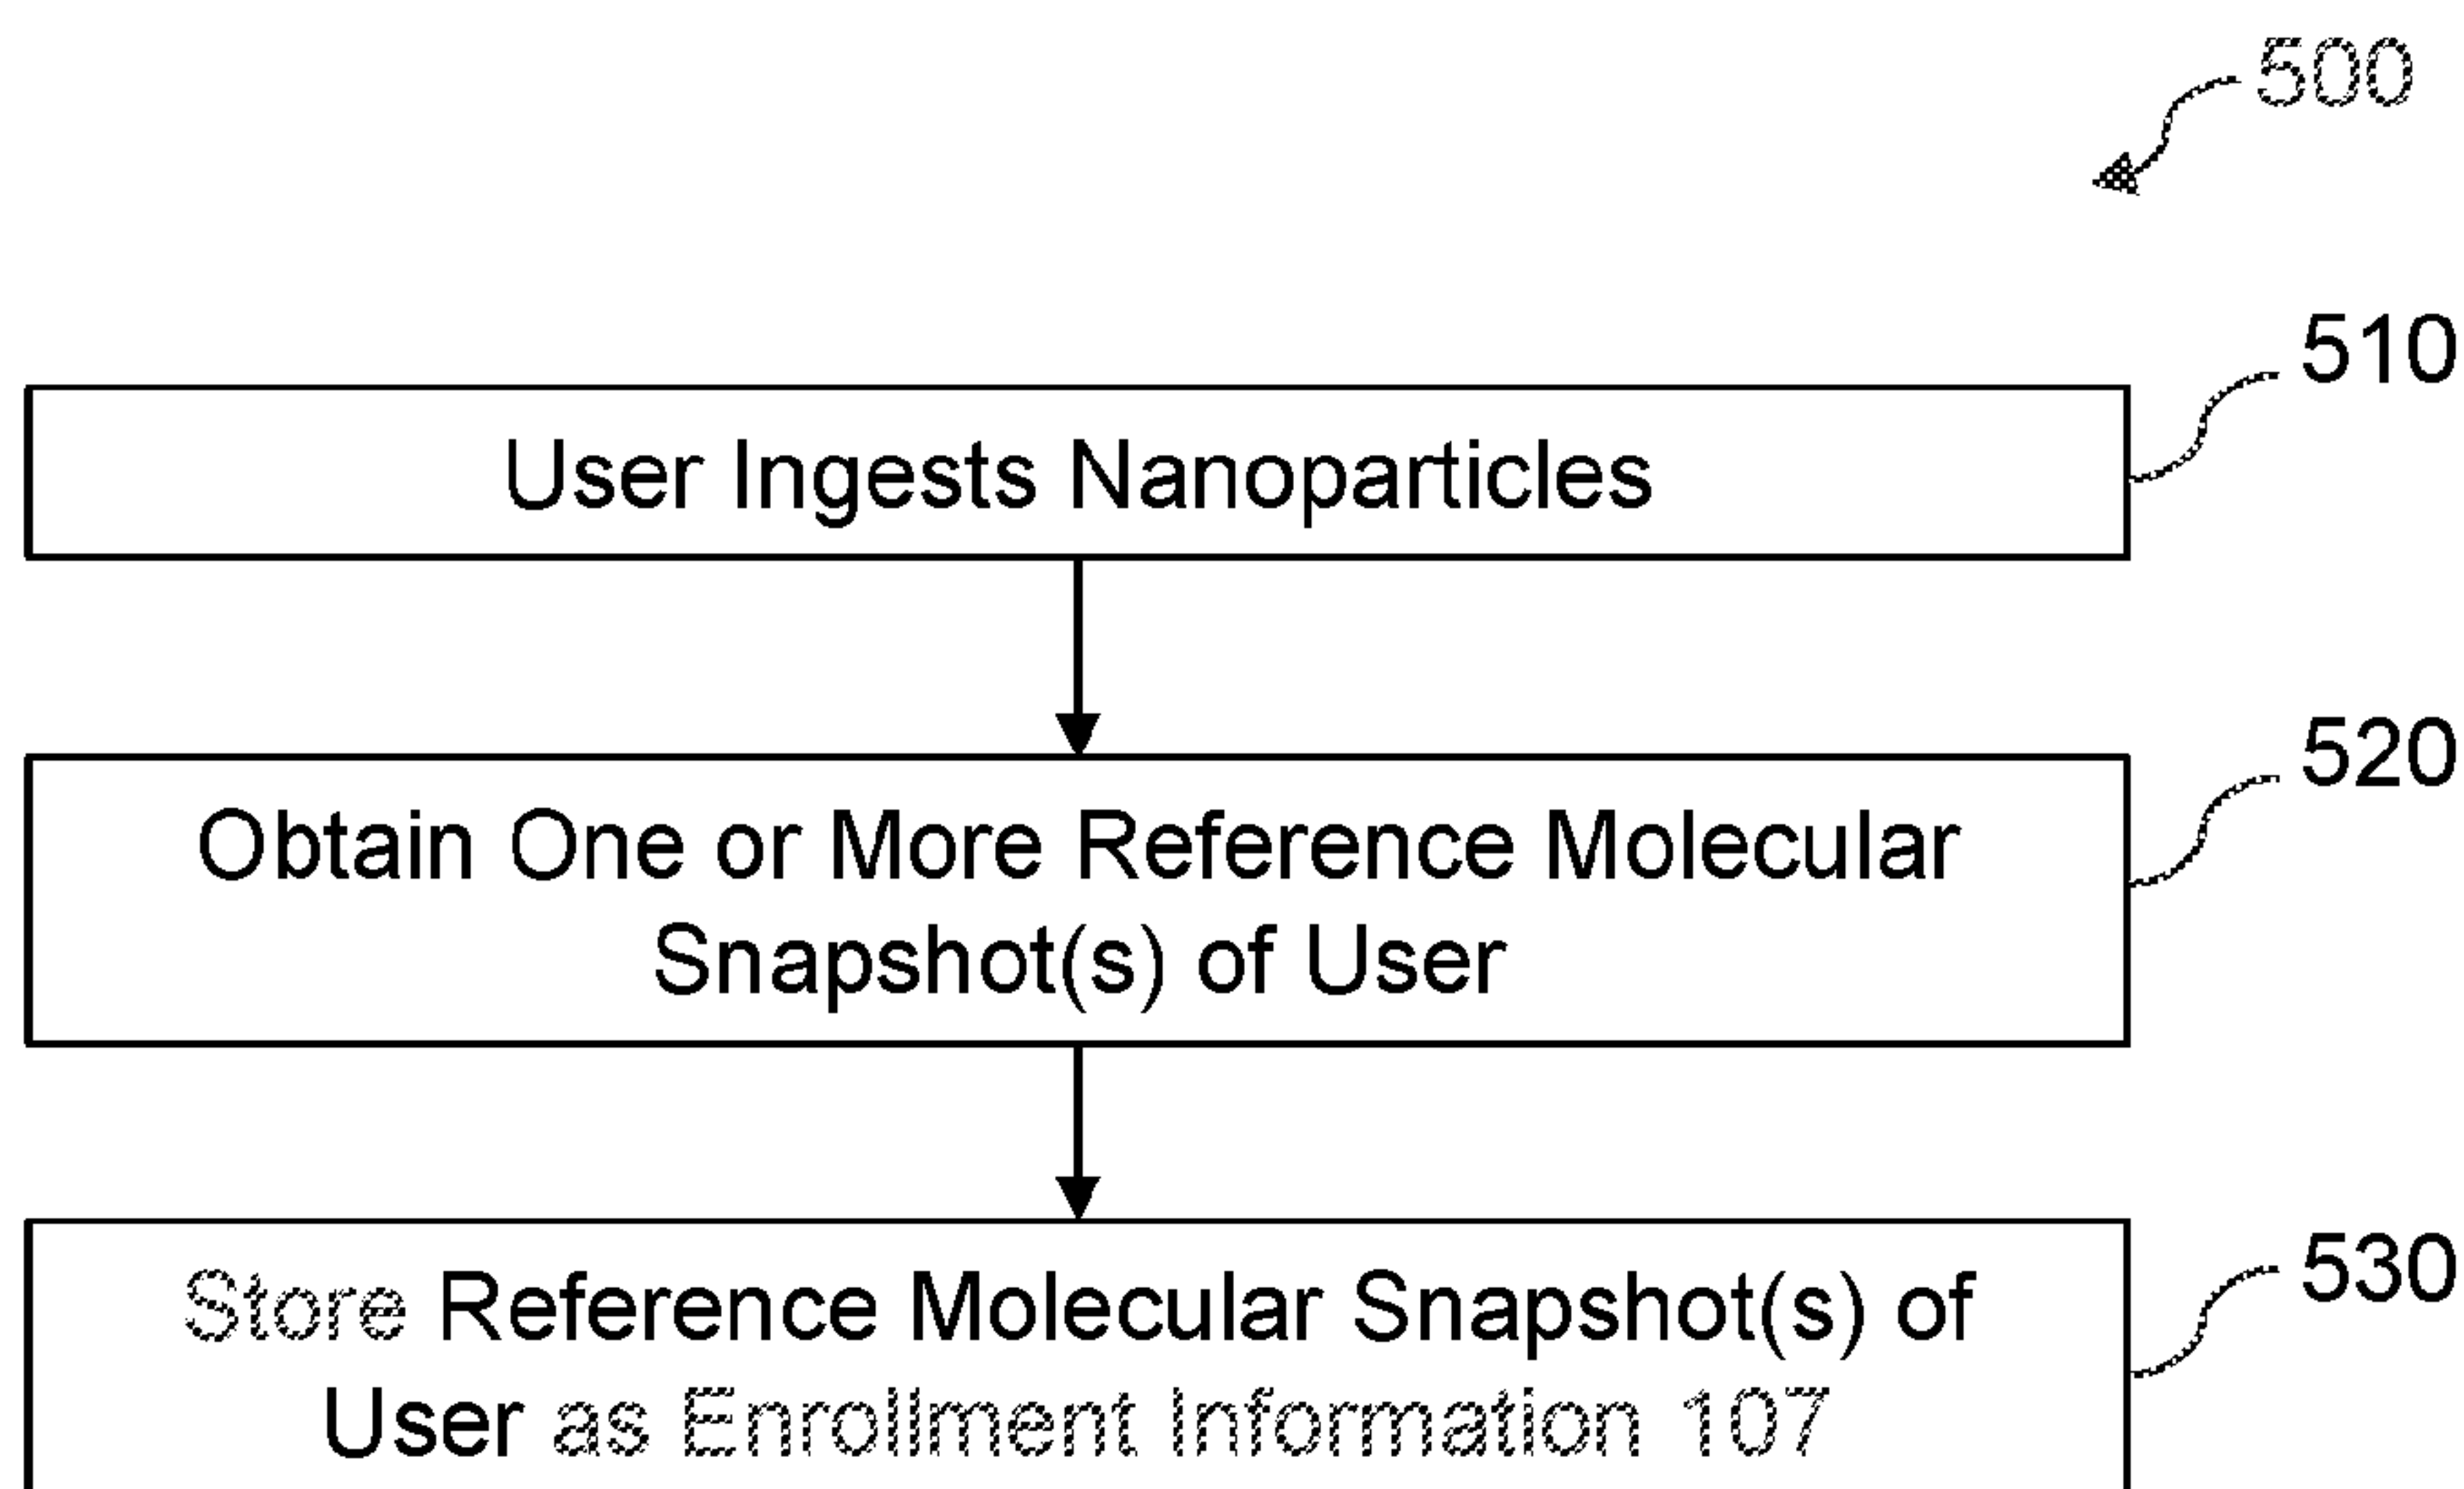 500
510
User Ingests Nanoparticles
520
Obtain One or More Reference Molecular
Snapshot(s) of User
530
Store Reference Molecular Snapshot(s) of
User as Enrollment Information 107